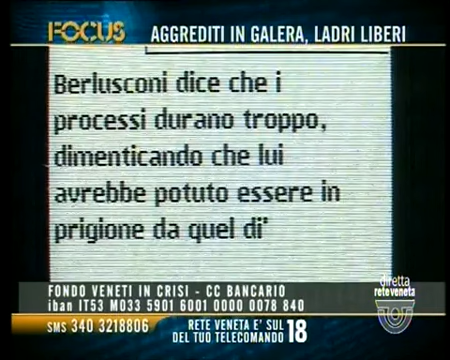 FOCUS
AGGREDITI IN GALERA, LADRI LIBERI
Berlusconi dice che i
processi durano troppo,
dimenticando che lui
avrebbe potuto essere in
prigione da quel di'
diretta
reteveneta
FONDO VENETI IN CRISI - CC BANCARIO
iban IT53 M033 5901 6001 0000 0078 840
SMS 340 3218806
RETE VENETA E' SUL
DEL TUO TELECOMANDO 18